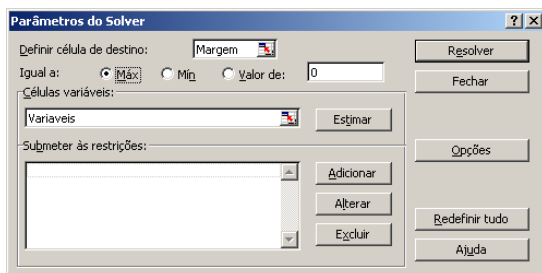 Parâmetros do Solver
Definir célula de destino: Margem
Resolver
Igual a: Máx Mín Valor de: 0
Fechar
Células variáveis:
Variaveis
Estimar
Submeter às restrições:
Opções
Adicionar
Alterar
Redefinir tudo
Excluir
Ajuda